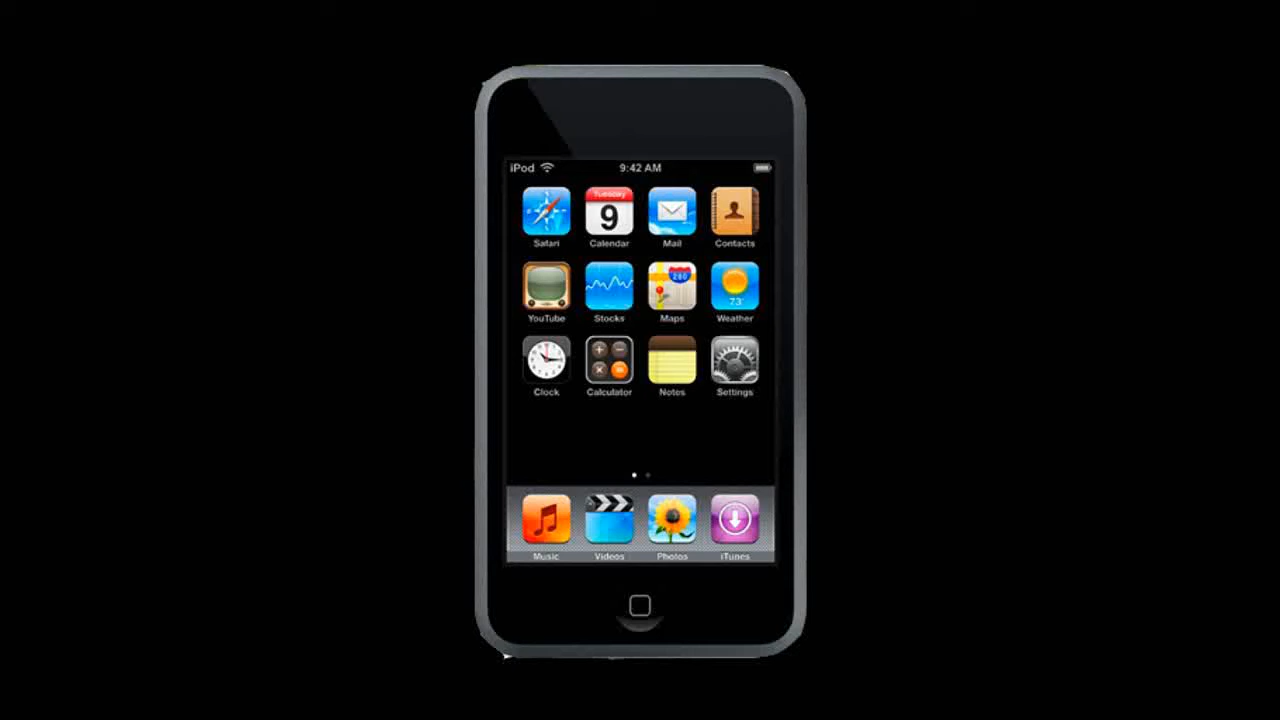 iPod 9:42 AM
Tuesday
9
Safari Calendar Mail Contacts
280
73°
YouTube Stocks Maps Weather
Clock Calculator Notes Settings
Music Videos Photos iTunes